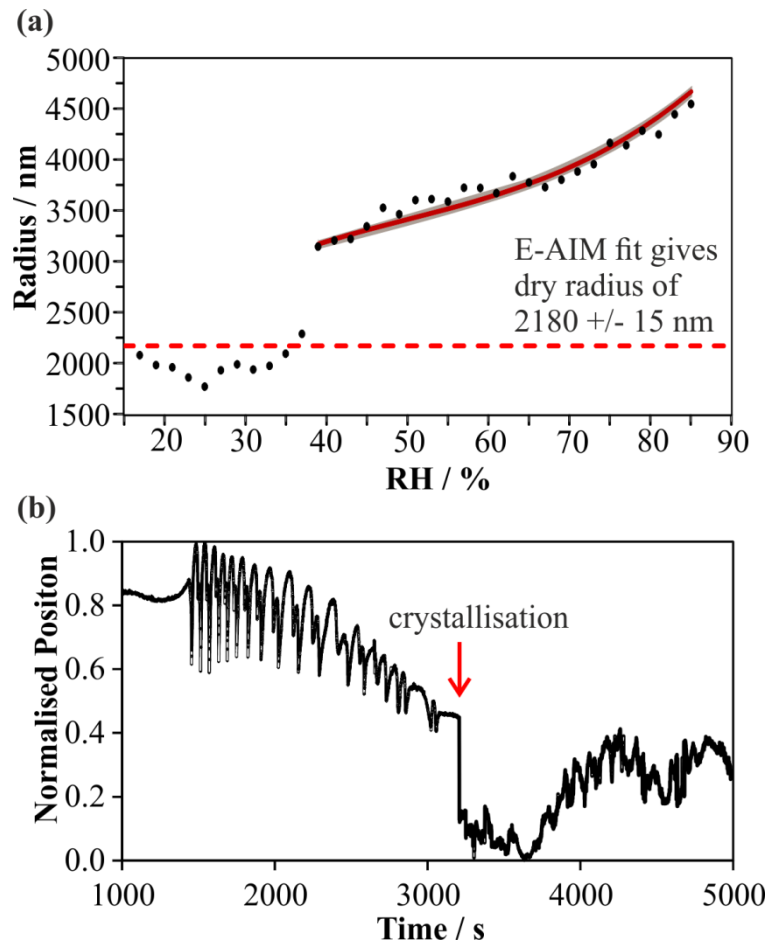 (a)
5000
4500
4000
3500
3000
2500
2000
1500
Radius / nm
E-AIM fit gives
dry radius of
2180 +/- 15 nm
20 30 40 50 60 70 80 90
RH / %
(b)
1.0
0.8
0.6
0.4
0.2
0.0
Normalised Positon
crystallisation
1000 2000 3000 4000 5000
Time / s